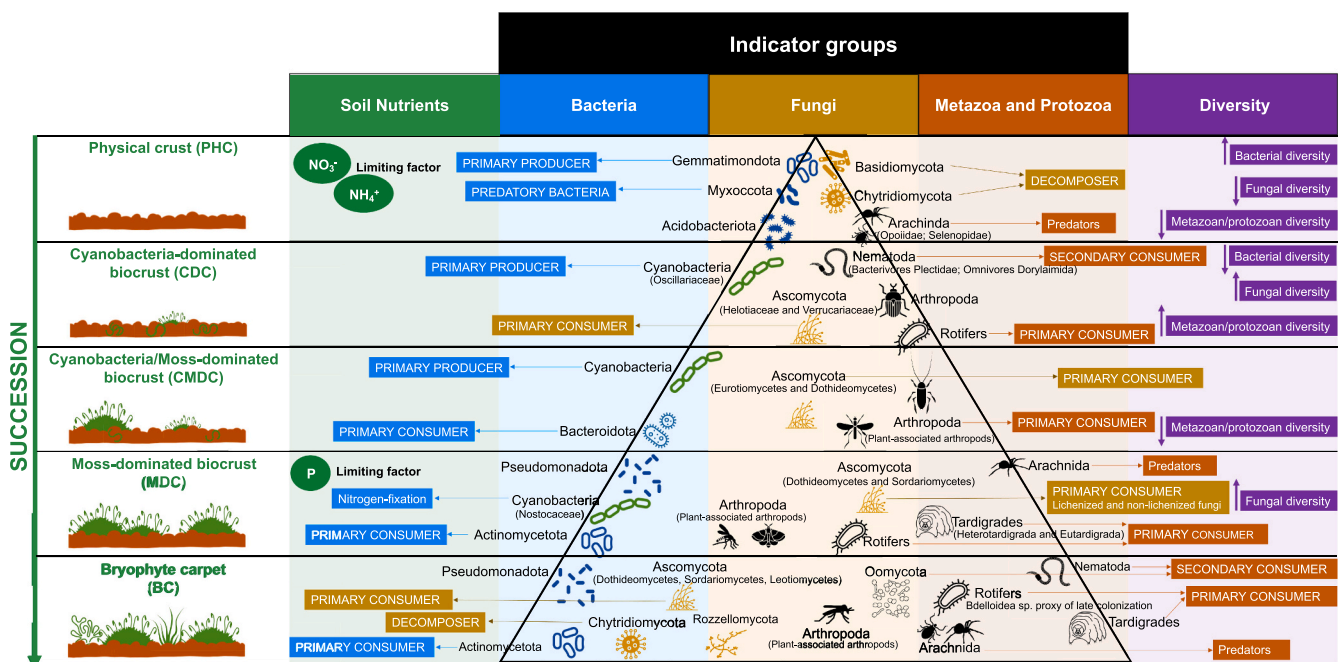 Indicator groups
Soil Nutrients
Bacteria
Fungi
Metazoa and Protozoa
Diversity
SUCCESSION
Physical crust (PHC)
NO₃⁻
Limiting factor
NH₄⁺
PRIMARY PRODUCER
Gemmatimondota
PREDATORY BACTERIA
Myxoccota
Acidobacteriota
Basidiomycota
Chytridiomycota
DECOMPOSER
Arachinda
(Opoiidae; Selenopidae)
Predators
Bacterial diversity
Fungal diversity
Metazoan/protozoan diversity
Cyanobacteria-dominated
biocrust (CDC)
PRIMARY PRODUCER
Cyanobacteria
(Oscillariaceae)
Nematoda
(Bacterivores Plectidae; Omnivores Dorylaimida)
SECONDARY CONSUMER
Ascomycota
(Helotiaceae and Verrucariaceae)
Arthropoda
PRIMARY CONSUMER
Rotifers
PRIMARY CONSUMER
Bacterial diversity
Fungal diversity
Metazoan/protozoan diversity
Cyanobacteria/Moss-dominated
biocrust (CMDC)
PRIMARY PRODUCER
Cyanobacteria
Ascomycota
(Eurotiomycetes and Dothideomycetes)
PRIMARY CONSUMER
PRIMARY CONSUMER
Bacteroidota
Arthropoda
(Plant-associated arthropods)
PRIMARY CONSUMER
Metazoan/protozoan diversity
Moss-dominated biocrust
(MDC)
P
Limiting factor
Pseudomonadota
Nitrogen-fixation
Cyanobacteria
(Nostocaceae)
PRIMARY CONSUMER
Actinomycetota
Ascomycota
(Dothideomycetes and Sordariomycetes)
Arachnida
Predators
Arthropoda
(Plant-associated arthropods)
PRIMARY CONSUMER
Lichenized and non-lichenized fungi
Fungal diversity
Rotifers
Tardigrades
(Heterotardigrada and Eutardigrada)
PRIMARY CONSUMER
Bryophyte carpet
(BC)
Pseudomonadota
Ascomycota
(Dothideomycetes, Sordariomycetes, Leotiomycetes)
Oomycota
Nematoda
SECONDARY CONSUMER
PRIMARY CONSUMER
Rotifers
Bdelloidea sp. proxy of late colonization
PRIMARY CONSUMER
DECOMPOSER
Chytridiomycota
Rozzellomycota
Tardigrades
PRIMARY CONSUMER
Actinomycetota
Arthropoda
(Plant-associated arthropods)
Arachnida
Predators